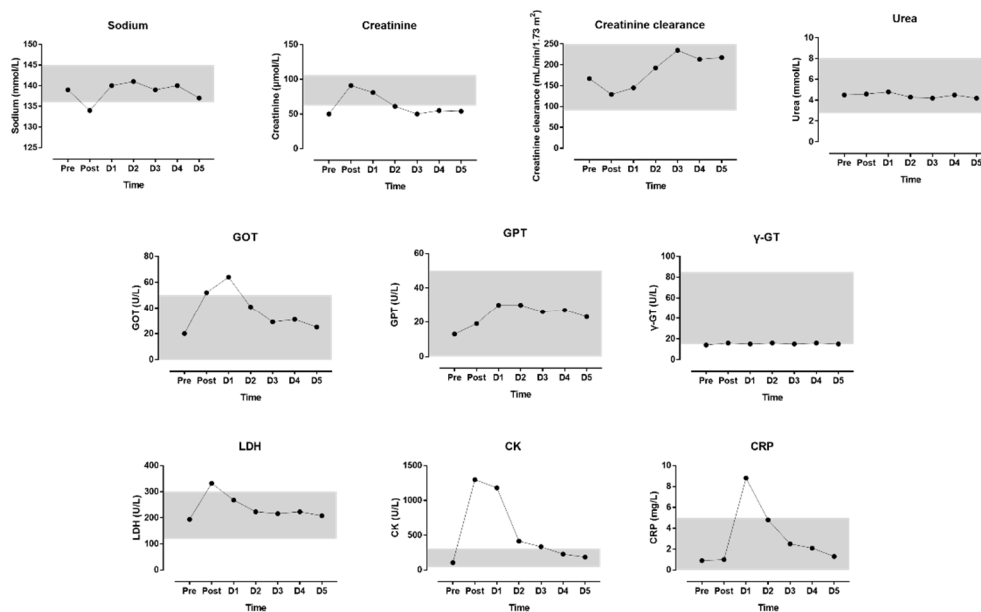 Sodium
Sodium (mmol/L)
150
145
140
135
130
125
Pre Post D1 D2 D3 D4 D5
Time
Creatinine
Creatinine (µmol/L)
150
100
50
0
Pre Post D1 D2 D3 D4 D5
Time
Creatinine clearance
Creatinine clearance (mL/min/1.73 m²)
250
200
150
100
50
0
Pre Post D1 D2 D3 D4 D5
Time
Urea
Urea (mmol/L)
10
8
6
4
2
0
Pre Post D1 D2 D3 D4 D5
Time
GOT
GOT (U/L)
80
60
40
20
0
Pre Post D1 D2 D3 D4 D5
Time
GPT
GPT (U/L)
60
40
20
0
Pre Post D1 D2 D3 D4 D5
Time
γ-GT
γ-GT (U/L)
100
80
60
40
20
0
Pre Post D1 D2 D3 D4 D5
Time
LDH
LDH (U/L)
400
300
200
100
0
Pre Post D1 D2 D3 D4 D5
Time
CK
CK (U/L)
1500
1000
500
0
Pre Post D1 D2 D3 D4 D5
Time
CRP
CRP (mg/L)
10
8
6
4
2
0
Pre Post D1 D2 D3 D4 D5
Time